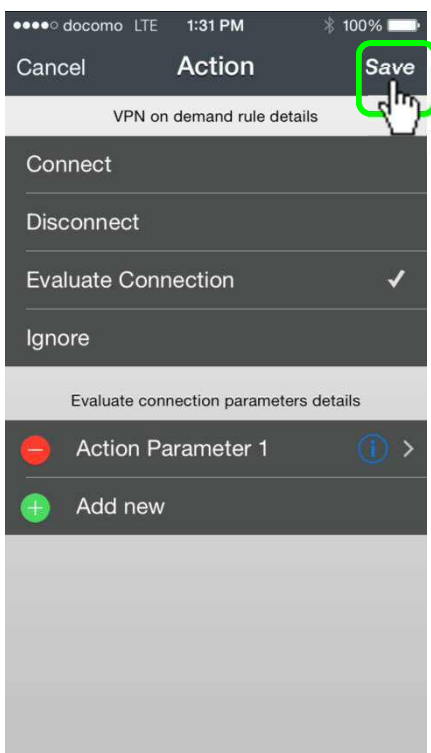 docomo LTE 1:31 PM 100%
Cancel Action Save
VPN on demand rule details
Connect
Disconnect
Evaluate Connection
Ignore
Evaluate connection parameters details
Action Parameter 1
Add new